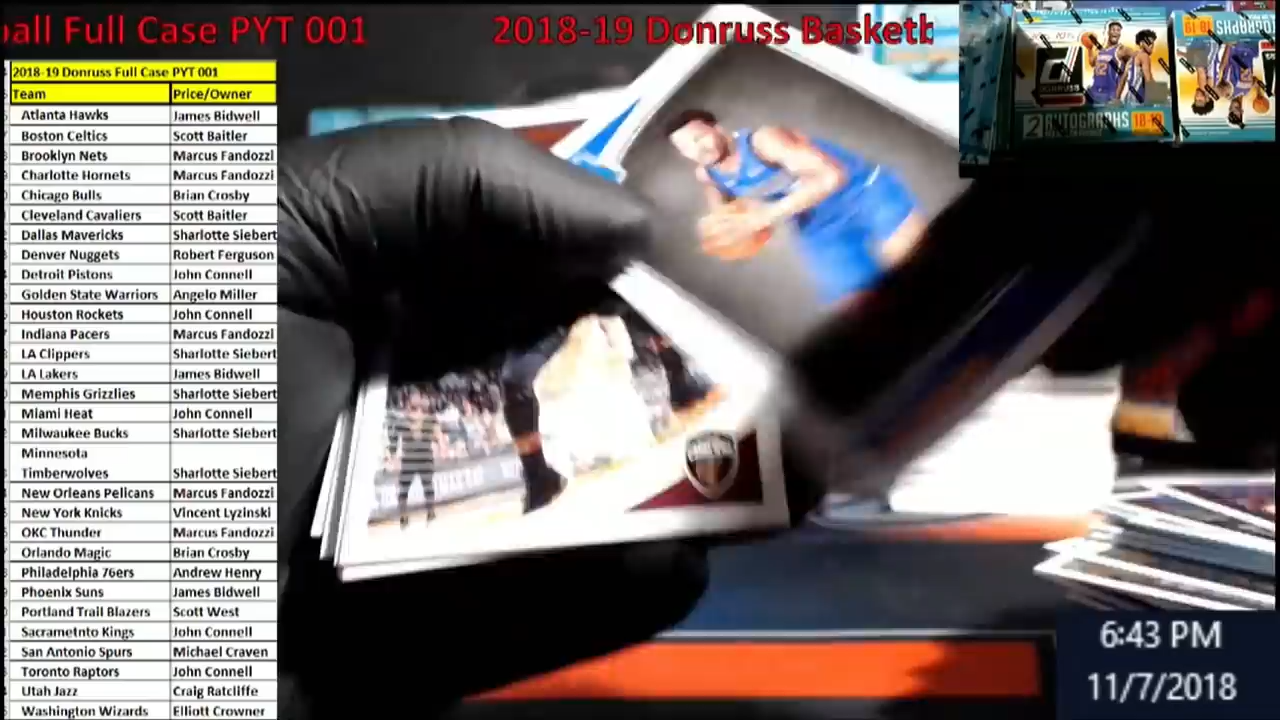 ball Full Case PYT 001
2018-19 Donruss Basketb
2018-19 Donruss Full Case PYT 001
Team Price/Owner
Atlanta Hawks James Bidwell
Boston Celtics Scott Baitler
Brooklyn Nets Marcus Fandozzi
Charlotte Hornets Marcus Fandozzi
Chicago Bulls Brian Crosby
Cleveland Cavaliers Scott Baitler
Dallas Mavericks Sharlotte Siebert
Denver Nuggets Robert Ferguson
Detroit Pistons John Connell
Golden State Warriors Angelo Miller
Houston Rockets John Connell
Indiana Pacers Marcus Fandozzi
LA Clippers Sharlotte Siebert
LA Lakers James Bidwell
Memphis Grizzlies Sharlotte Siebert
Miami Heat John Connell
Milwaukee Bucks Sharlotte Siebert
Minnesota
Timberwolves Sharlotte Siebert
New Orleans Pelicans Marcus Fandozzi
New York Knicks Vincent Lyzinski
OKC Thunder Marcus Fandozzi
Orlando Magic Brian Crosby
Philadelphia 76ers Andrew Henry
Phoenix Suns James Bidwell
Portland Trail Blazers Scott West
Sacrametnto Kings John Connell
San Antonio Spurs Michael Craven
Toronto Raptors John Connell
Utah Jazz Craig Ratcliffe
Washington Wizards Elliott Crowner
DONRUSS
2 AUTOGRAPHS 18-19
6:43 PM
11/7/2018